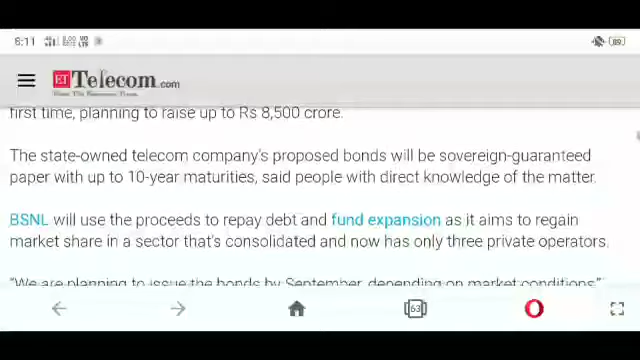 8:11
89
ET Telecom.com
first time, planning to raise up to Rs 8,500 crore.
The state-owned telecom company's proposed bonds will be sovereign-guaranteed
paper with up to 10-year maturities, said people with direct knowledge of the matter.
BSNL will use the proceeds to repay debt and fund expansion as it aims to regain
market share in a sector that's consolidated and now has only three private operators.
"We are planning to issue the bonds by September, depending on market conditions,"
63